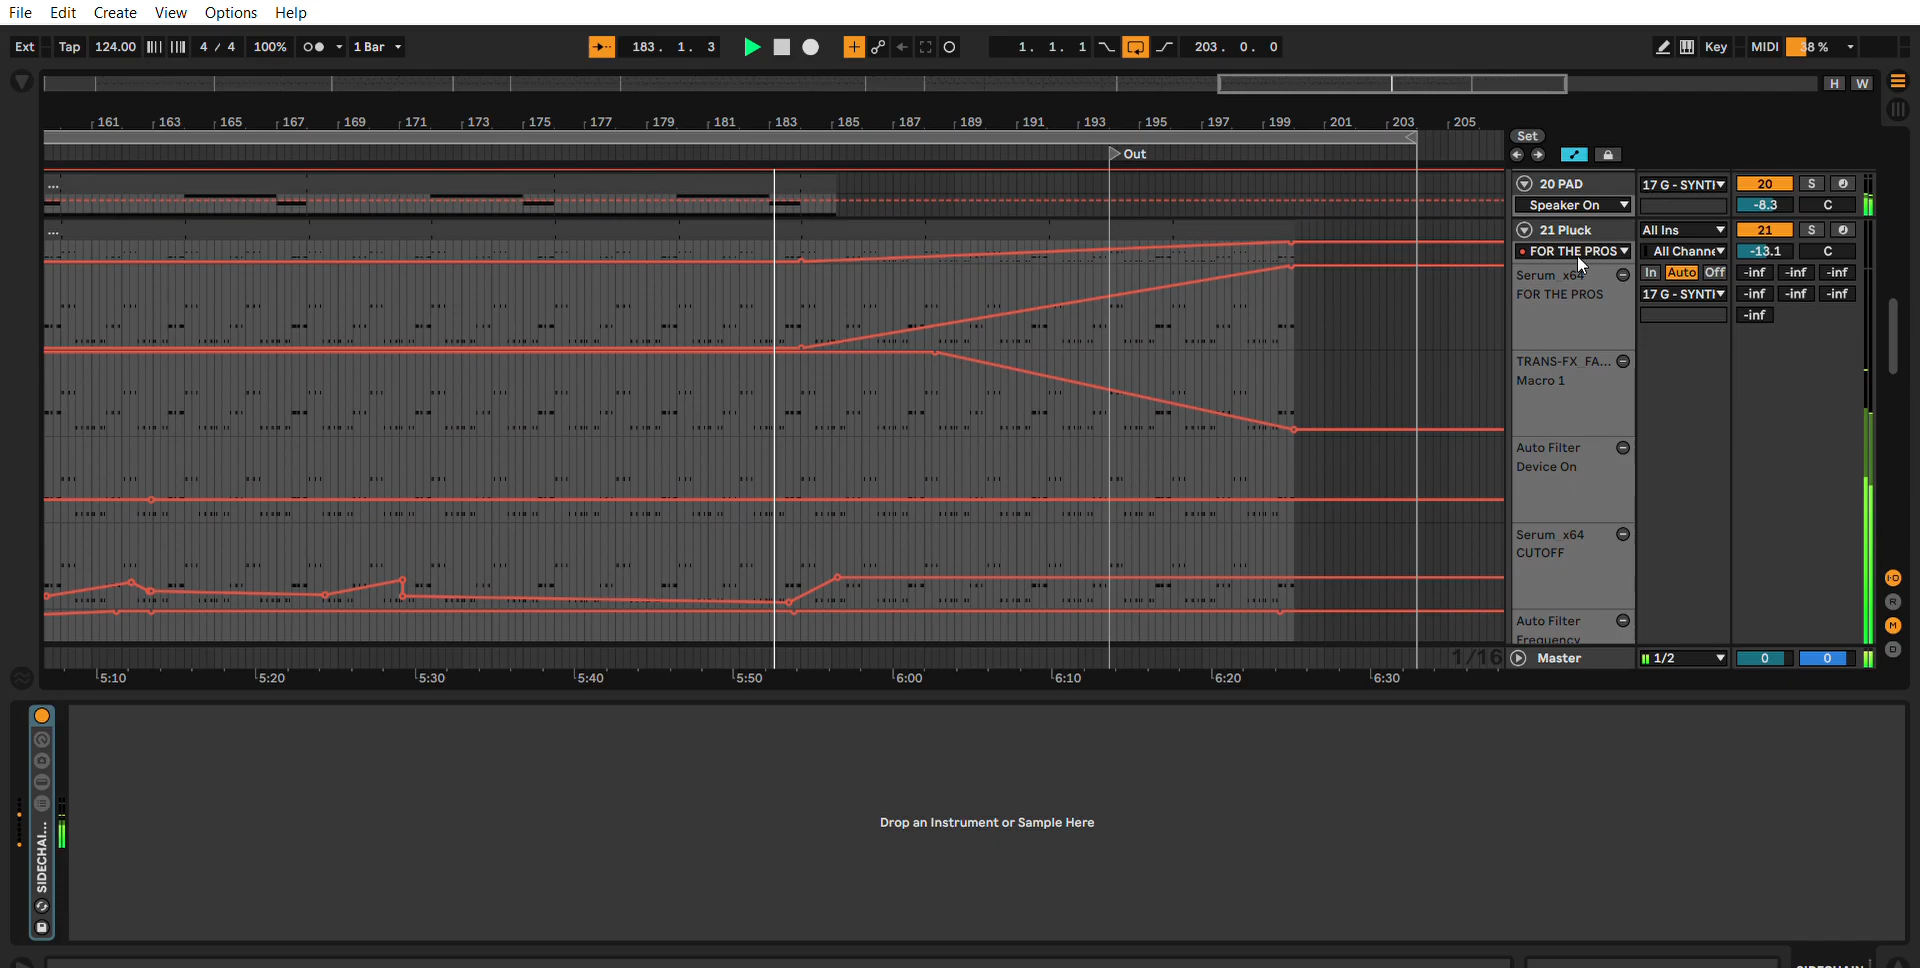 File Edit Create View Options Help
Ext Tap 124.00 4 / 4 100% 1 Bar 183. 1. 3 1. 1. 1 203. 0. 0 Key MIDI 38 %
H W
161 163 165 167 169 171 173 175 177 179 181 183 185 187 189 191 193 195 197 199 201 203 205
Set
Out
...
20 PAD 17 G - SYNTI 20 S
Speaker On -8.3 C
...
21 Pluck All Ins 21 S
FOR THE PROS All Channe -13.1 C
Serum_x64 In Auto Off -inf -inf -inf
FOR THE PROS 17 G - SYNTI -inf -inf -inf
-inf
TRANS-FX_FA...
Macro 1
Auto Filter
Device On
Serum_x64
CUTOFF
Auto Filter
Frequency
1/16 Master 1/2 0 0
5:10 5:20 5:30 5:40 5:50 6:00 6:10 6:20 6:30
I·O
R
M
D
SIDECHAI...
Drop an Instrument or Sample Here